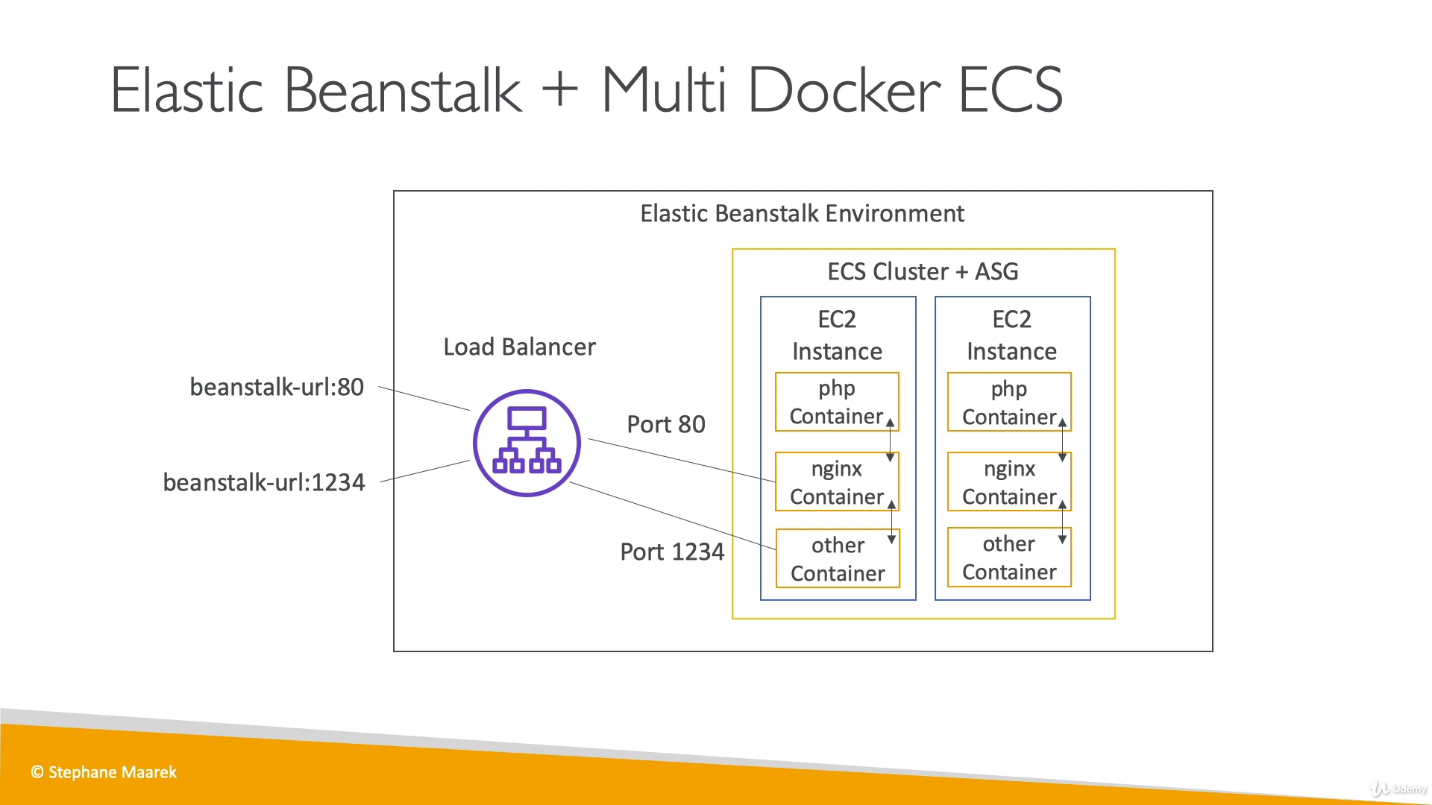 Elastic Beanstalk + Multi Docker ECS
Elastic Beanstalk Environment
ECS Cluster + ASG
Load Balancer
beanstalk-url:80
beanstalk-url:1234
Port 80
Port 1234
EC2
Instance
php
Container
nginx
Container
other
Container
EC2
Instance
php
Container
nginx
Container
other
Container
© Stephane Maarek
Udemy